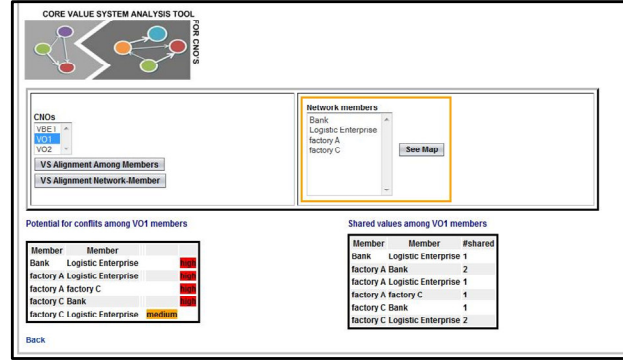 CORE VALUE SYSTEM ANALYSIS TOOL
FOR CNO'S
CNOs
VBE I
VO1
VO2
VS Alignment Among Members
VS Alignment Network-Member
Network members
Bank
Logistic Enterprise
factory A
factory C
See Map
Potential for conflits among VO1 members
Member Member
Bank Logistic Enterprise high
factory A Logistic Enterprise high
factory A factory C high
factory C Bank high
factory C Logistic Enterprise medium
Shared values among VO1 members
Member Member #shared
Bank Logistic Enterprise 1
factory A Bank 2
factory A Logistic Enterprise 1
factory A factory C 1
factory C Bank 1
factory C Logistic Enterprise 2
Back